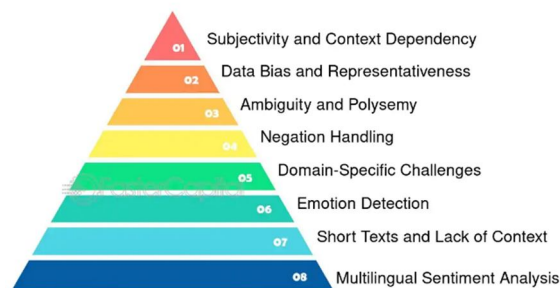 01
Subjectivity and Context Dependency
02
Data Bias and Representativeness
03
Ambiguity and Polysemy
04
Negation Handling
05
Domain-Specific Challenges
06
Emotion Detection
07
Short Texts and Lack of Context
08
Multilingual Sentiment Analysis